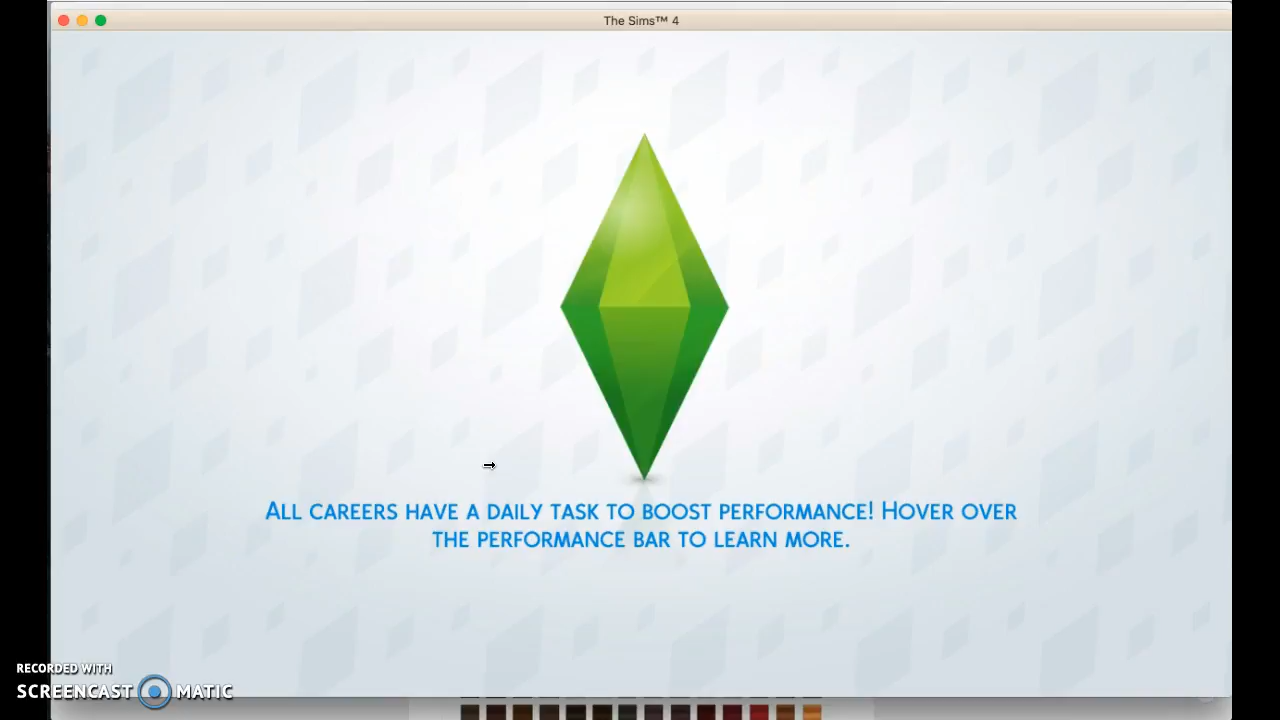 The Sims™ 4
ALL CAREERS HAVE A DAILY TASK TO BOOST PERFORMANCE! HOVER OVER
THE PERFORMANCE BAR TO LEARN MORE.
RECORDED WITH
SCREENCAST MATIC